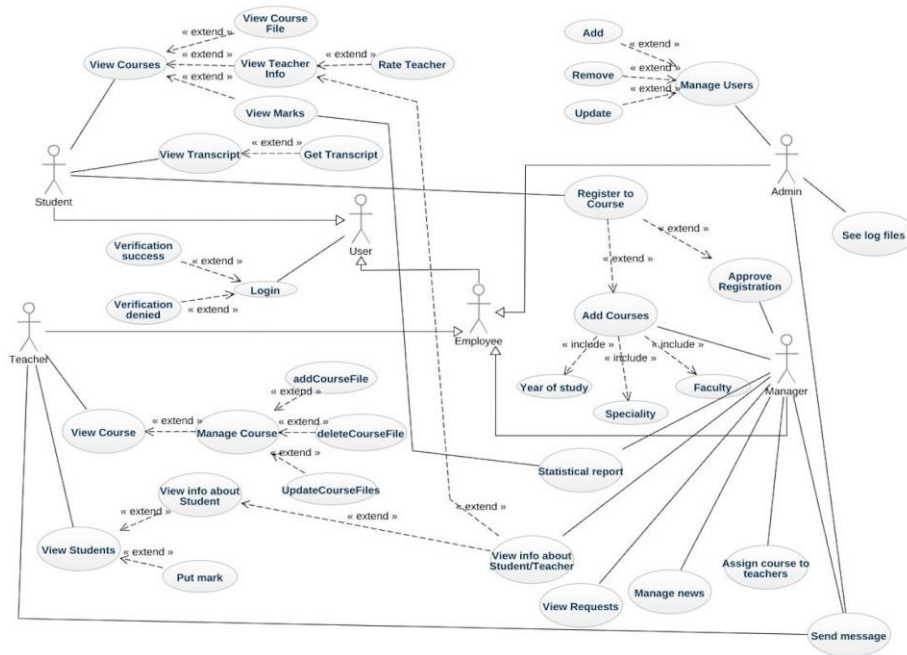 View Course
File
« extend »
Add
« extend »
View Courses
« extend »
View Teacher
Info
« extend »
Rate Teacher
Remove
« extend »
Manage Users
« extend »
View Marks
« extend »
Update
View Transcript
« extend »
Get Transcript
Student
Admin
Register to
Course
See log files
« extend »
Verification
success
« extend »
User
« extend »
Approve
Registration
Login
Verification
denied
« extend »
Add Courses
Teacher
Employee
« include »
« include »
« include »
Year of study
Faculty
Manager
Speciality
addCourseFile
« extend »
View Course
« extend »
Manage Course
« extend »
deleteCourseFile
« extend »
UpdateCourseFiles
Statistical report
View info about
Student
« extend »
« extend »
« extend »
View Students
« extend »
Put mark
View info about
Student/Teacher
Assign course to
teachers
Manage news
View Requests
Send message